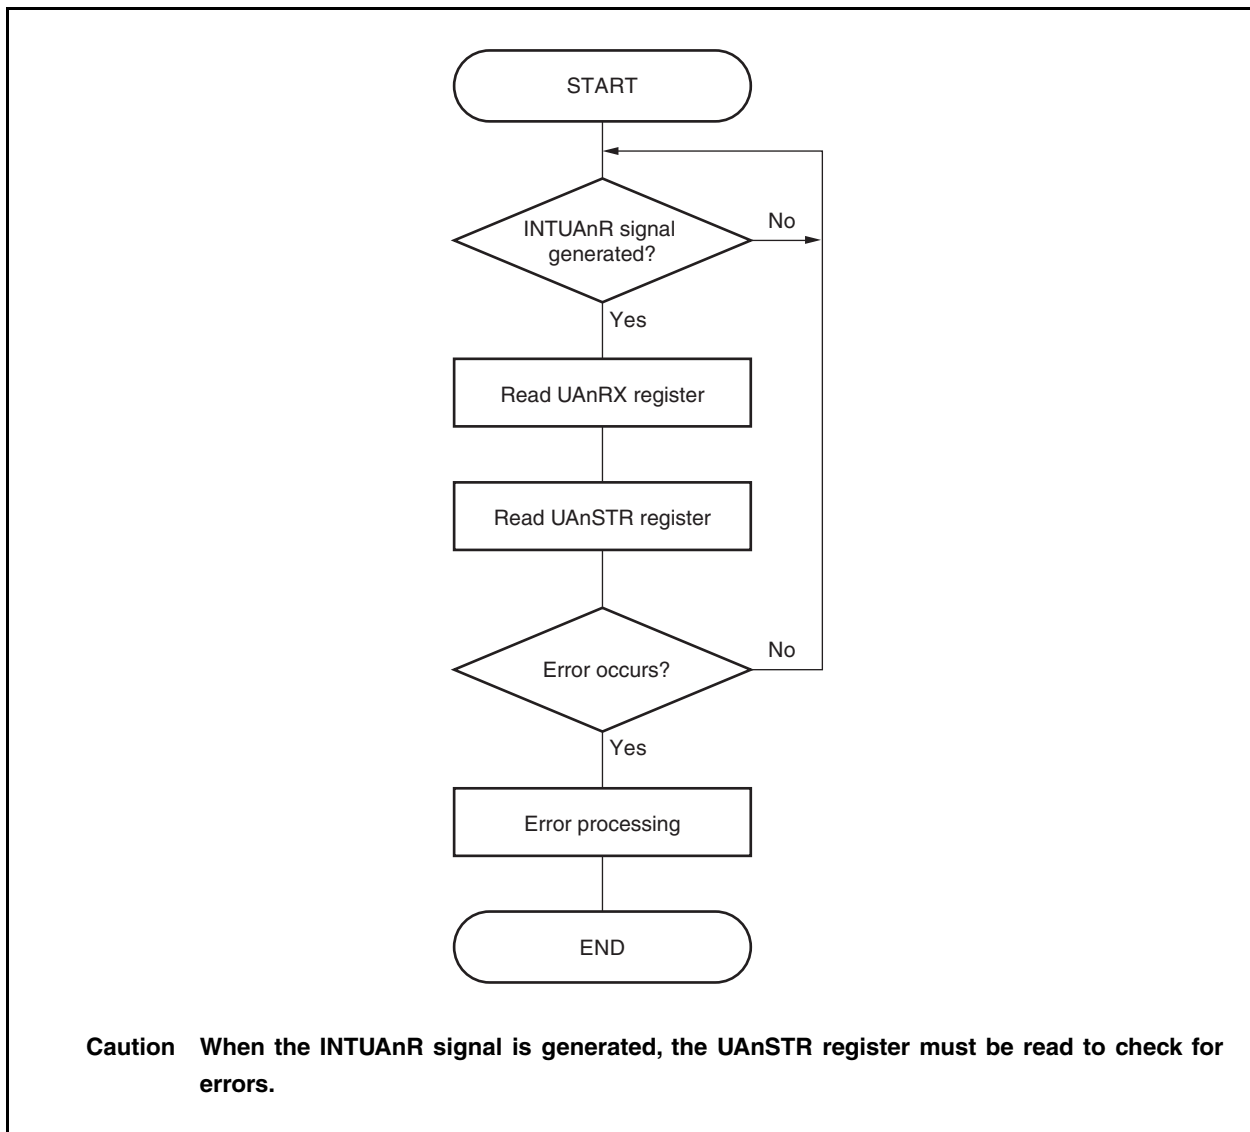 START
INTUAnR signal
generated?
No
Yes
Read UAnRX register
Read UAnSTR register
Error occurs?
No
Yes
Error processing
END
Caution When the INTUAnR signal is generated, the UAnSTR register must be read to check for
errors.